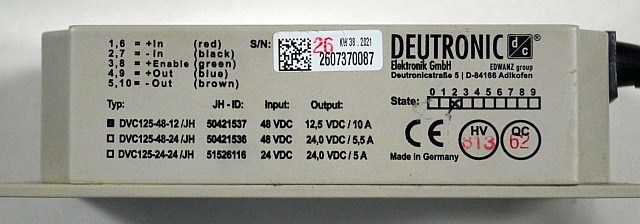 1,6 = +In (red)
2,7 = - In (black)
3,8 = +Enable (green)
4,9 = +Out (blue)
5,10 = - Out (brown)
S/N: 26 KW 38. 2021
2607370087
DEUTRONIC d/c
Elektronik GmbH EDWANZ group
Deutronicstraße 5 | D-84166 Adlkofen
State: 0 1 2 3 4 5 6 7 8 9
Typ: JH - ID: Input: Output:
■ DVC125-48-12 /JH 50421537 48 VDC 12,5 VDC / 10 A
□ DVC125-48-24 /JH 50421536 48 VDC 24,0 VDC / 5,5 A
□ DVC125-24-24 /JH 51526116 24 VDC 24,0 VDC / 5 A
CE HV 813 QC 62
Made in Germany